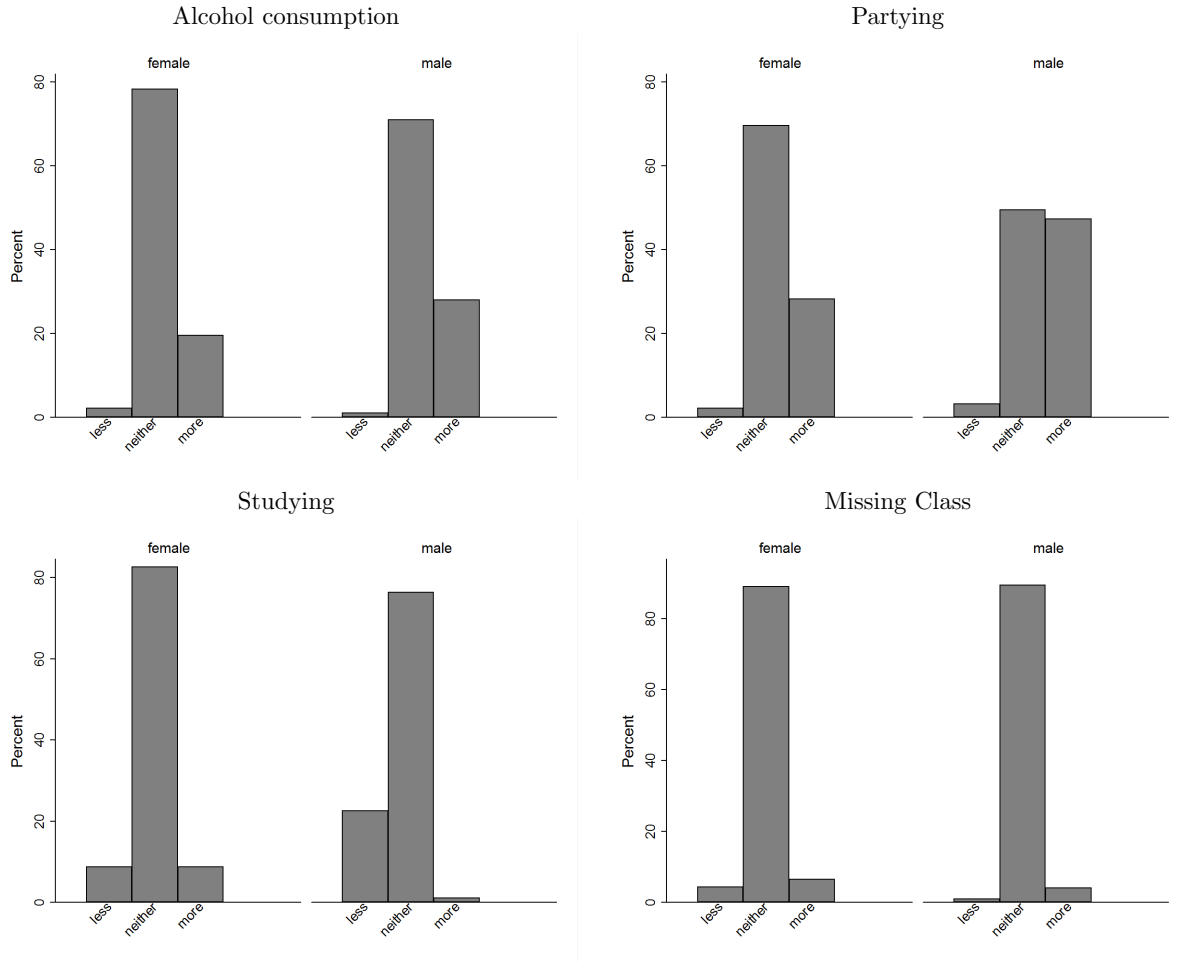 Alcohol consumption
female male
Percent
0 20 40 60 80
less neither more less neither more
Partying
female male
Percent
0 20 40 60 80
less neither more less neither more
Studying
female male
Percent
0 20 40 60 80
less neither more less neither more
Missing Class
female male
Percent
0 20 40 60 80
less neither more less neither more